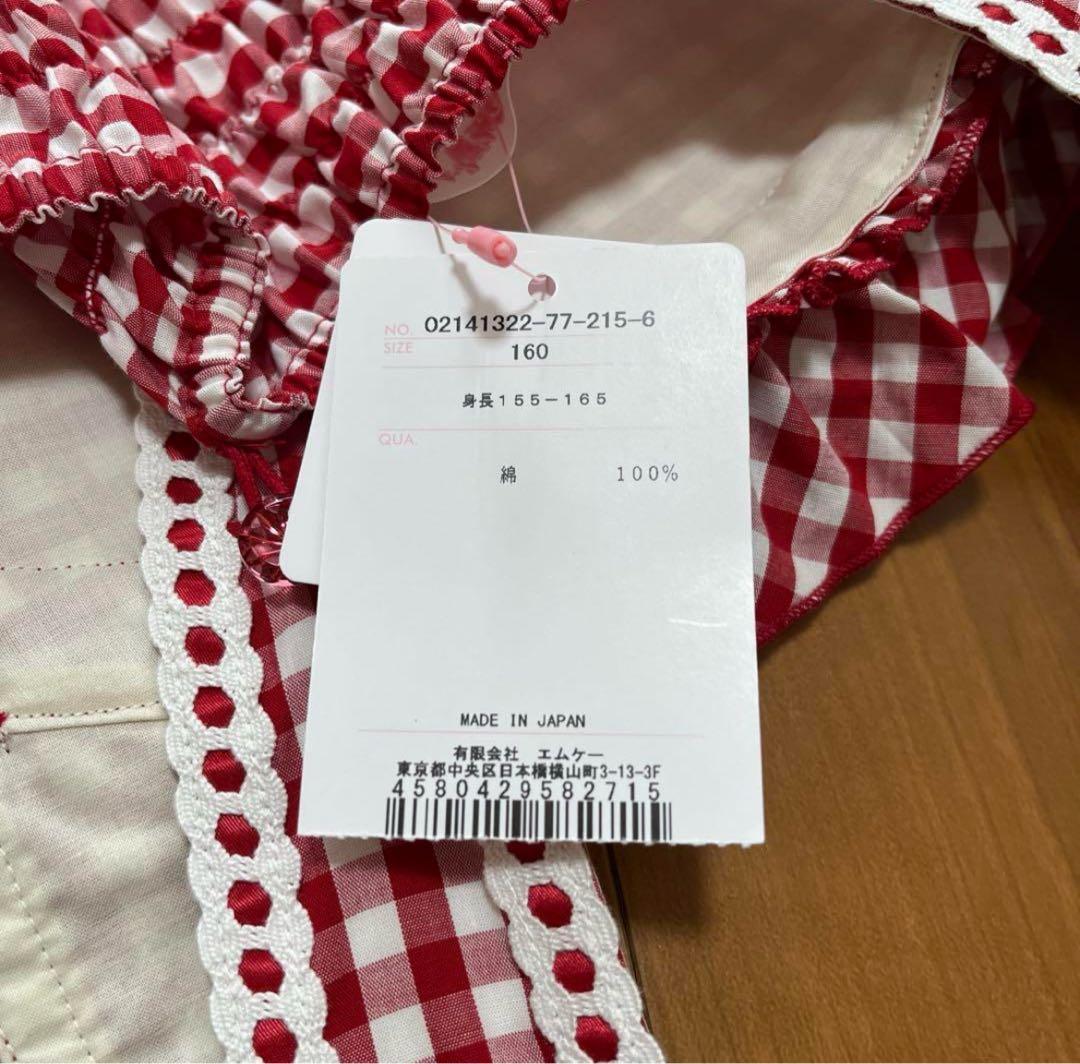 NO. 02141322-77-215-6
SIZE 160
身長155-165
QUA.
綿 100%
MADE IN JAPAN
有限会社 エムケー
東京都中央区日本橋横山町3-13-3F
4580429582715